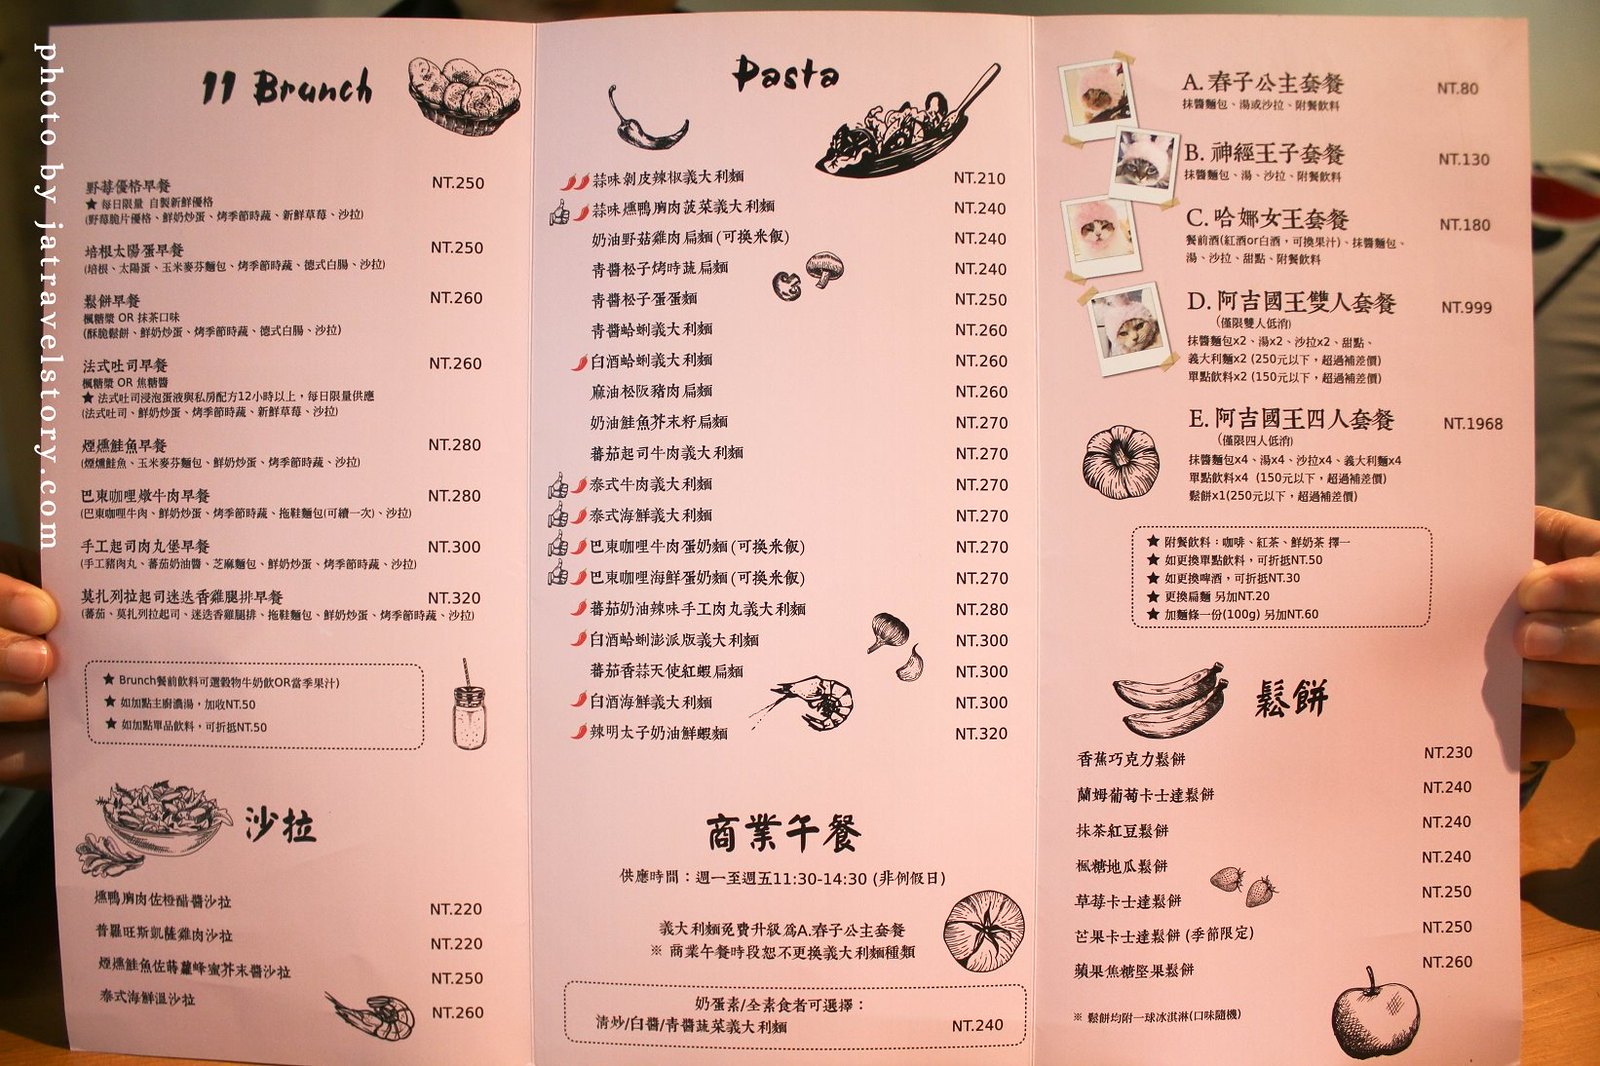 photo by jatravelstory.com
11 Brunch
野莓優格早餐 NT.250
★ 每日限量 自製新鮮優格
(野莓脆片優格、鮮奶炒蛋、烤季節時蔬、新鮮草莓、沙拉)
培根太陽蛋早餐 NT.250
(培根、太陽蛋、玉米麥芬麵包、烤季節時蔬、德式白腸、沙拉)
鬆餅早餐 NT.260
楓糖漿 OR 抹茶口味
(酥脆鬆餅、鮮奶炒蛋、烤季節時蔬、德式白腸、沙拉)
法式吐司早餐 NT.260
楓糖漿 OR 焦糖醬
★ 法式吐司浸泡蛋液與私房配方12小時以上，每日限量供應
(法式吐司、鮮奶炒蛋、烤季節時蔬、新鮮草莓、沙拉)
煙燻鮭魚早餐 NT.280
(煙燻鮭魚、玉米麥芬麵包、鮮奶炒蛋、烤季節時蔬、沙拉)
巴東咖哩燉牛肉早餐 NT.280
(巴東咖哩牛肉、鮮奶炒蛋、烤季節時蔬、拖鞋麵包(可續一次)、沙拉)
手工起司肉丸堡早餐 NT.300
(手工豬肉丸、蕃茄奶油醬、芝麻麵包、鮮奶炒蛋、烤季節時蔬、沙拉)
莫扎列拉起司迷迭香雞腿排早餐 NT.320
(蕃茄、莫扎列拉起司、迷迭香雞腿排、拖鞋麵包、鮮奶炒蛋、烤季節時蔬、沙拉)
★ Brunch餐前飲料可選穀物牛奶飲OR當季果汁)
★ 如加點主廚濃湯，加收NT.50
★ 如加點單品飲料，可折抵NT.50
沙拉
燻鴨胸肉佐橙醋醬沙拉 NT.220
普羅旺斯凱薩雞肉沙拉 NT.220
煙燻鮭魚佐蒔蘿蜂蜜芥末醬沙拉 NT.250
泰式海鮮溫沙拉 NT.260
Pasta
蒜味剝皮辣椒義大利麵 NT.210
蒜味燻鴨胸肉菠菜義大利麵 NT.240
奶油野菇雞肉扁麵(可換米飯) NT.240
青醬松子烤時蔬扁麵 NT.240
青醬松子蛋蛋麵 NT.250
青醬蛤蜊義大利麵 NT.260
白酒蛤蜊義大利麵 NT.260
麻油松阪豬肉扁麵 NT.260
奶油鮭魚芥末籽扁麵 NT.270
蕃茄起司牛肉義大利麵 NT.270
泰式牛肉義大利麵 NT.270
泰式海鮮義大利麵 NT.270
巴東咖哩牛肉蛋奶麵(可換米飯) NT.270
巴東咖哩海鮮蛋奶麵(可換米飯) NT.270
蕃茄奶油辣味手工肉丸義大利麵 NT.280
白酒蛤蜊澎派版義大利麵 NT.300
蕃茄香蒜天使紅蝦扁麵 NT.300
白酒海鮮義大利麵 NT.300
辣明太子奶油鮮蝦麵 NT.320
商業午餐
供應時間：週一至週五11:30-14:30 (非例假日)
義大利麵免費升級為A.春子公主套餐
※ 商業午餐時段恕不更換義大利麵種類
奶蛋素/全素食者可選擇：
清炒/白醬/青醬蔬菜義大利麵 NT.240
A. 春子公主套餐 NT.80
抹醬麵包、湯或沙拉、附餐飲料
B. 神經王子套餐 NT.130
抹醬麵包、湯、沙拉、附餐飲料
C. 哈娜女王套餐 NT.180
餐前酒(紅酒or白酒，可換果汁)、抹醬麵包、
湯、沙拉、甜點、附餐飲料
D. 阿吉國王雙人套餐 NT.999
(僅限雙人低消)
抹醬麵包x2、湯x2、沙拉x2、甜點、
義大利麵x2 (250元以下，超過補差價)
單點飲料x2 (150元以下，超過補差價)
E. 阿吉國王四人套餐 NT.1968
(僅限四人低消)
抹醬麵包x4、湯x4、沙拉x4、義大利麵x4
單點飲料x4 (150元以下，超過補差價)
鬆餅x1(250元以下，超過補差價)
★ 附餐飲料：咖啡、紅茶、鮮奶茶 擇一
★ 如更換單點飲料，可折抵NT.50
★ 如更換啤酒，可折抵NT.30
★ 更換扁麵 另加NT.20
★ 加麵條一份(100g) 另加NT.60
鬆餅
香蕉巧克力鬆餅 NT.230
蘭姆葡萄卡士達鬆餅 NT.240
抹茶紅豆鬆餅 NT.240
楓糖地瓜鬆餅 NT.240
草莓卡士達鬆餅 NT.250
芒果卡士達鬆餅 (季節限定) NT.250
蘋果焦糖堅果鬆餅 NT.260
※ 鬆餅均附一球冰淇淋(口味隨機)